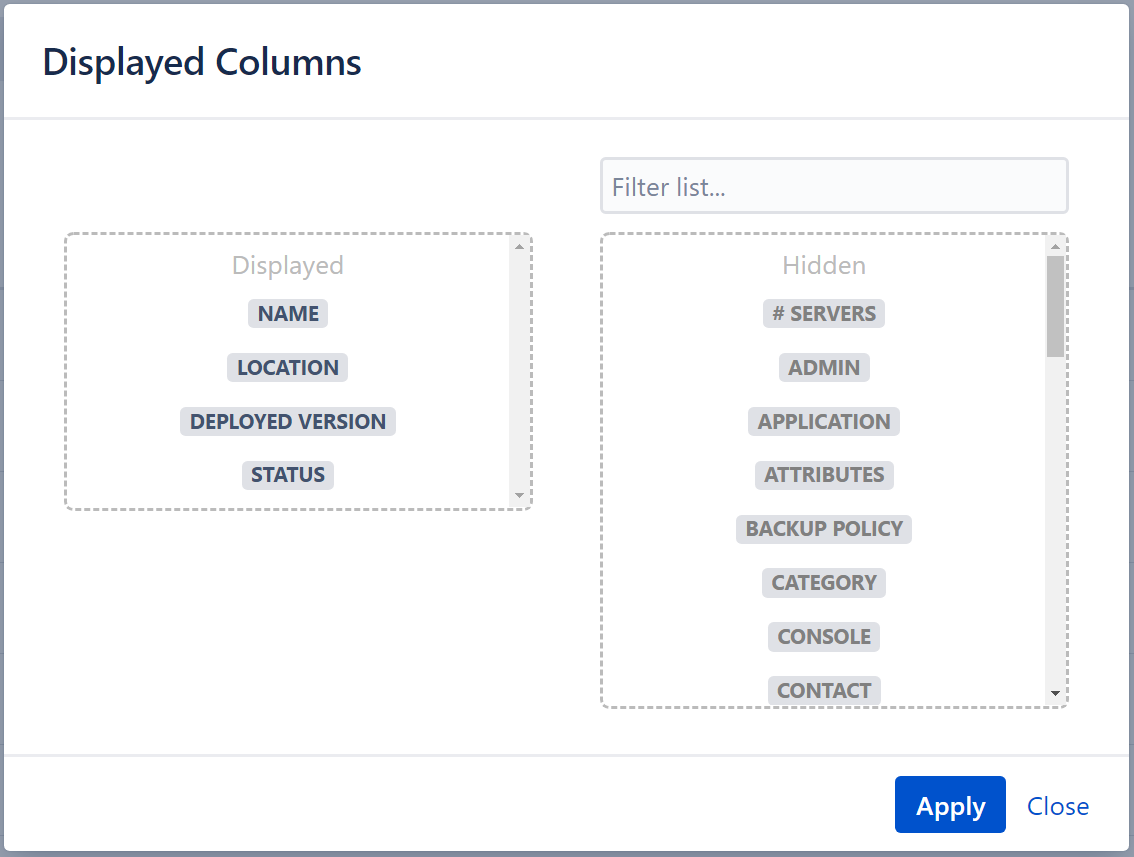 Displayed Columns
Filter list...
Displayed
NAME
LOCATION
DEPLOYED VERSION
STATUS
Hidden
# SERVERS
ADMIN
APPLICATION
ATTRIBUTES
BACKUP POLICY
CATEGORY
CONSOLE
CONTACT
Apply
Close